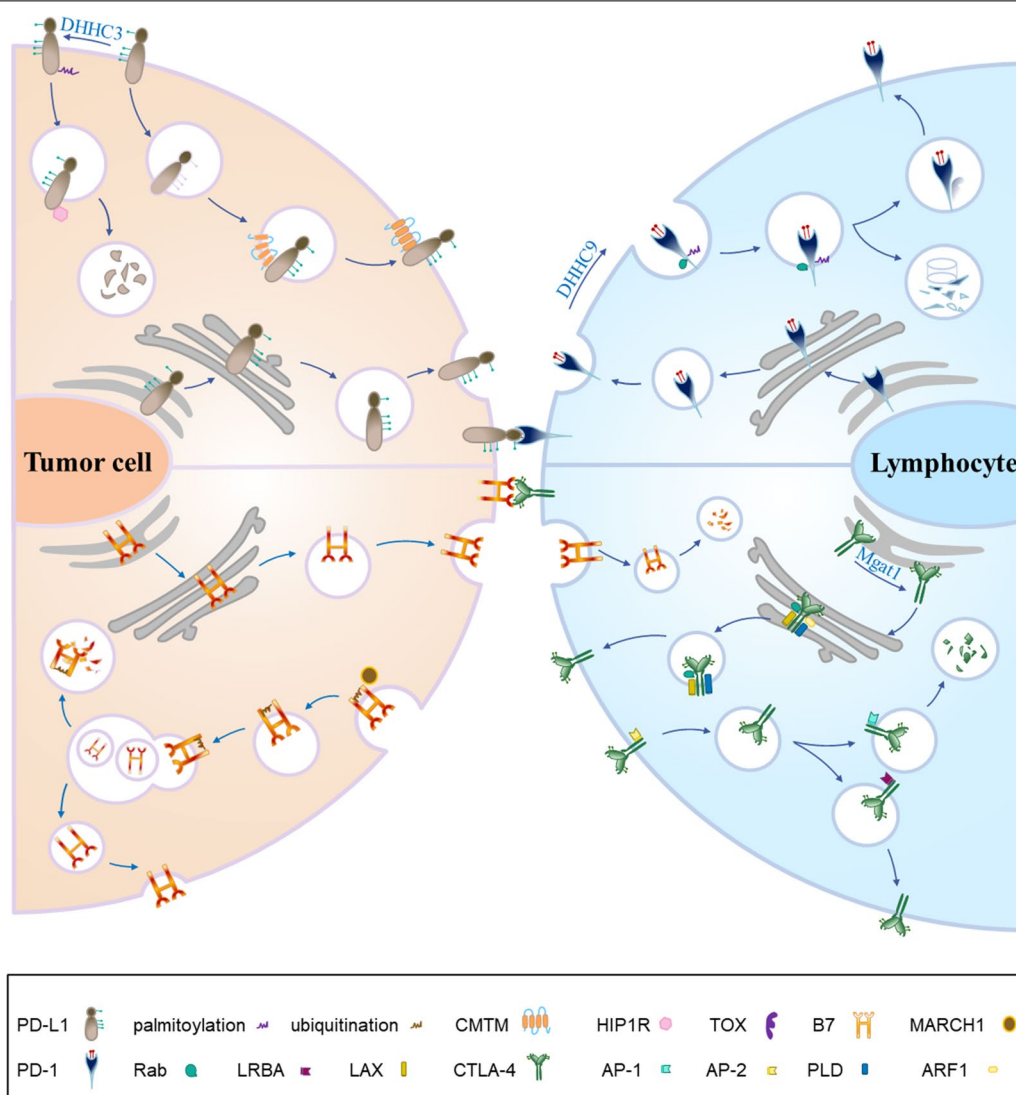 DHHC3
DHHC9
Tumor cell
Lymphocyte
Mgat1
PD-L1 palmitoylation ubiquitination CMTM HIP1R TOX B7 MARCH1
PD-1 Rab LRBA LAX CTLA-4 AP-1 AP-2 PLD ARF1